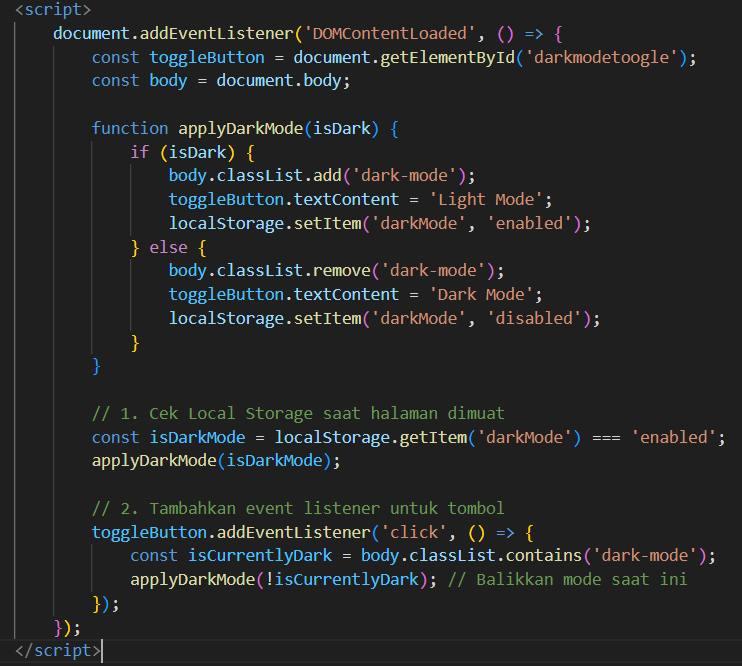 <script>
document.addEventListener('DOMContentLoaded', () => {
const toggleButton = document.getElementById('darkmodetoogle');
const body = document.body;
function applyDarkMode(isDark) {
if (isDark) {
body.classList.add('dark-mode');
toggleButton.textContent = 'Light Mode';
localStorage.setItem('darkMode', 'enabled');
} else {
body.classList.remove('dark-mode');
toggleButton.textContent = 'Dark Mode';
localStorage.setItem('darkMode', 'disabled');
}
}
// 1. Cek Local Storage saat halaman dimuat
const isDarkMode = localStorage.getItem('darkMode') === 'enabled';
applyDarkMode(isDarkMode);
// 2. Tambahkan event listener untuk tombol
toggleButton.addEventListener('click', () => {
const isCurrentlyDark = body.classList.contains('dark-mode');
applyDarkMode(!isCurrentlyDark); // Balikkan mode saat ini
});
});
</script>